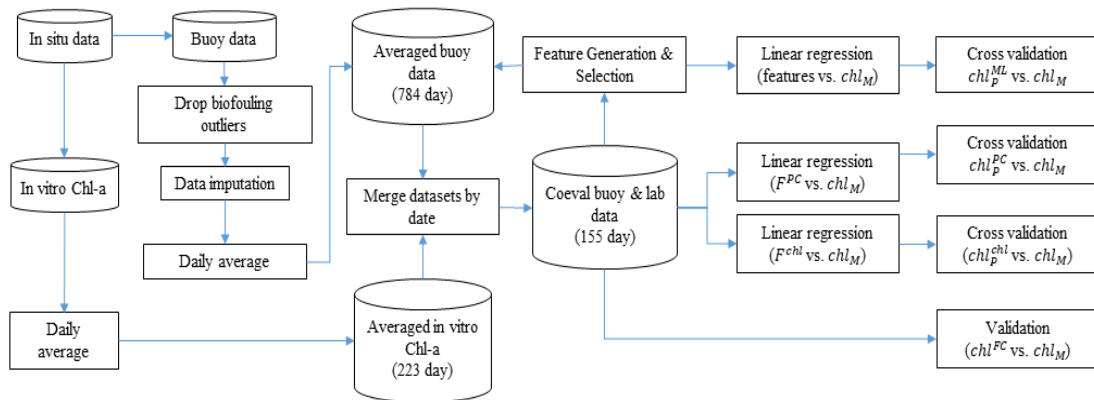 In situ data
Buoy data
Drop biofouling
outliers
Data imputation
Daily average
In vitro Chl-a
Daily
average
Averaged buoy
data
(784 day)
Merge datasets by
date
Averaged in vitro
Chl-a
(223 day)
Feature Generation &
Selection
Coeval buoy & lab
data
(155 day)
Linear regression
(features vs. chl_M)
Cross validation
chl_P^ML vs. chl_M
Linear regression
(F^PC vs. chl_M)
Cross validation
chl_P^PC vs. chl_M
Linear regression
(F^chl vs. chl_M)
Cross validation
(chl_P^chl vs. chl_M)
Validation
(chl^FC vs. chl_M)